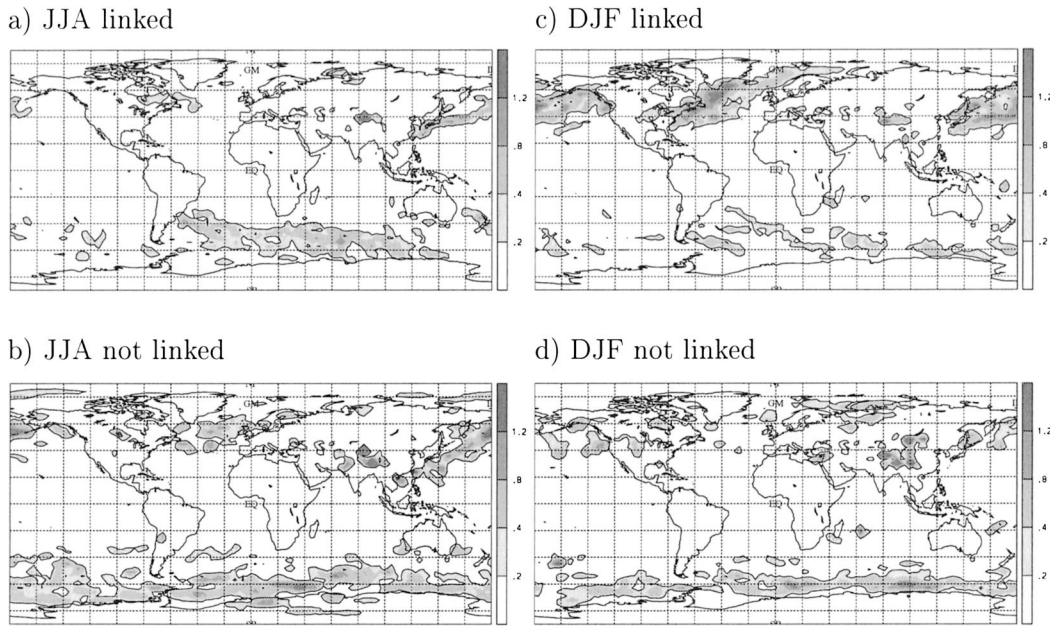 a) JJA linked
GM
EQ
1.2
.8
.4
.2
c) DJF linked
GM
EQ
1.2
.8
.4
.2
b) JJA not linked
GM
EQ
1.2
.8
.4
.2
d) DJF not linked
GM
EQ
1.2
.8
.4
.2